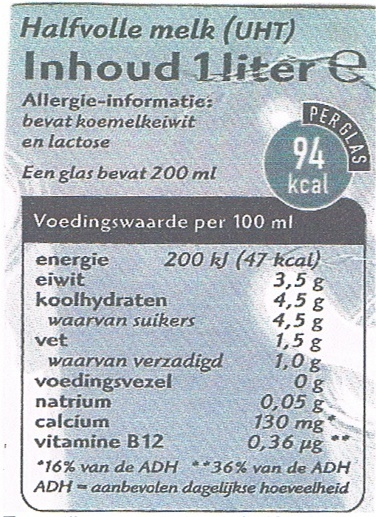 Halfvolle melk (UHT)
Inhoud 1 liter ℮
Allergie-informatie:
bevat koemelkeiwit
en lactose
Een glas bevat 200 ml
PER GLAS
94
kcal
Voedingswaarde per 100 ml
energie 200 kJ (47 kcal)
eiwit 3,5 g
koolhydraten 4,5 g
waarvan suikers 4,5 g
vet 1,5 g
waarvan verzadigd 1,0 g
voedingsvezel 0 g
natrium 0,05 g
calcium 130 mg*
vitamine B12 0,36 µg **
*16% van de ADH **36% van de ADH
ADH = aanbevolen dagelijkse hoeveelheid